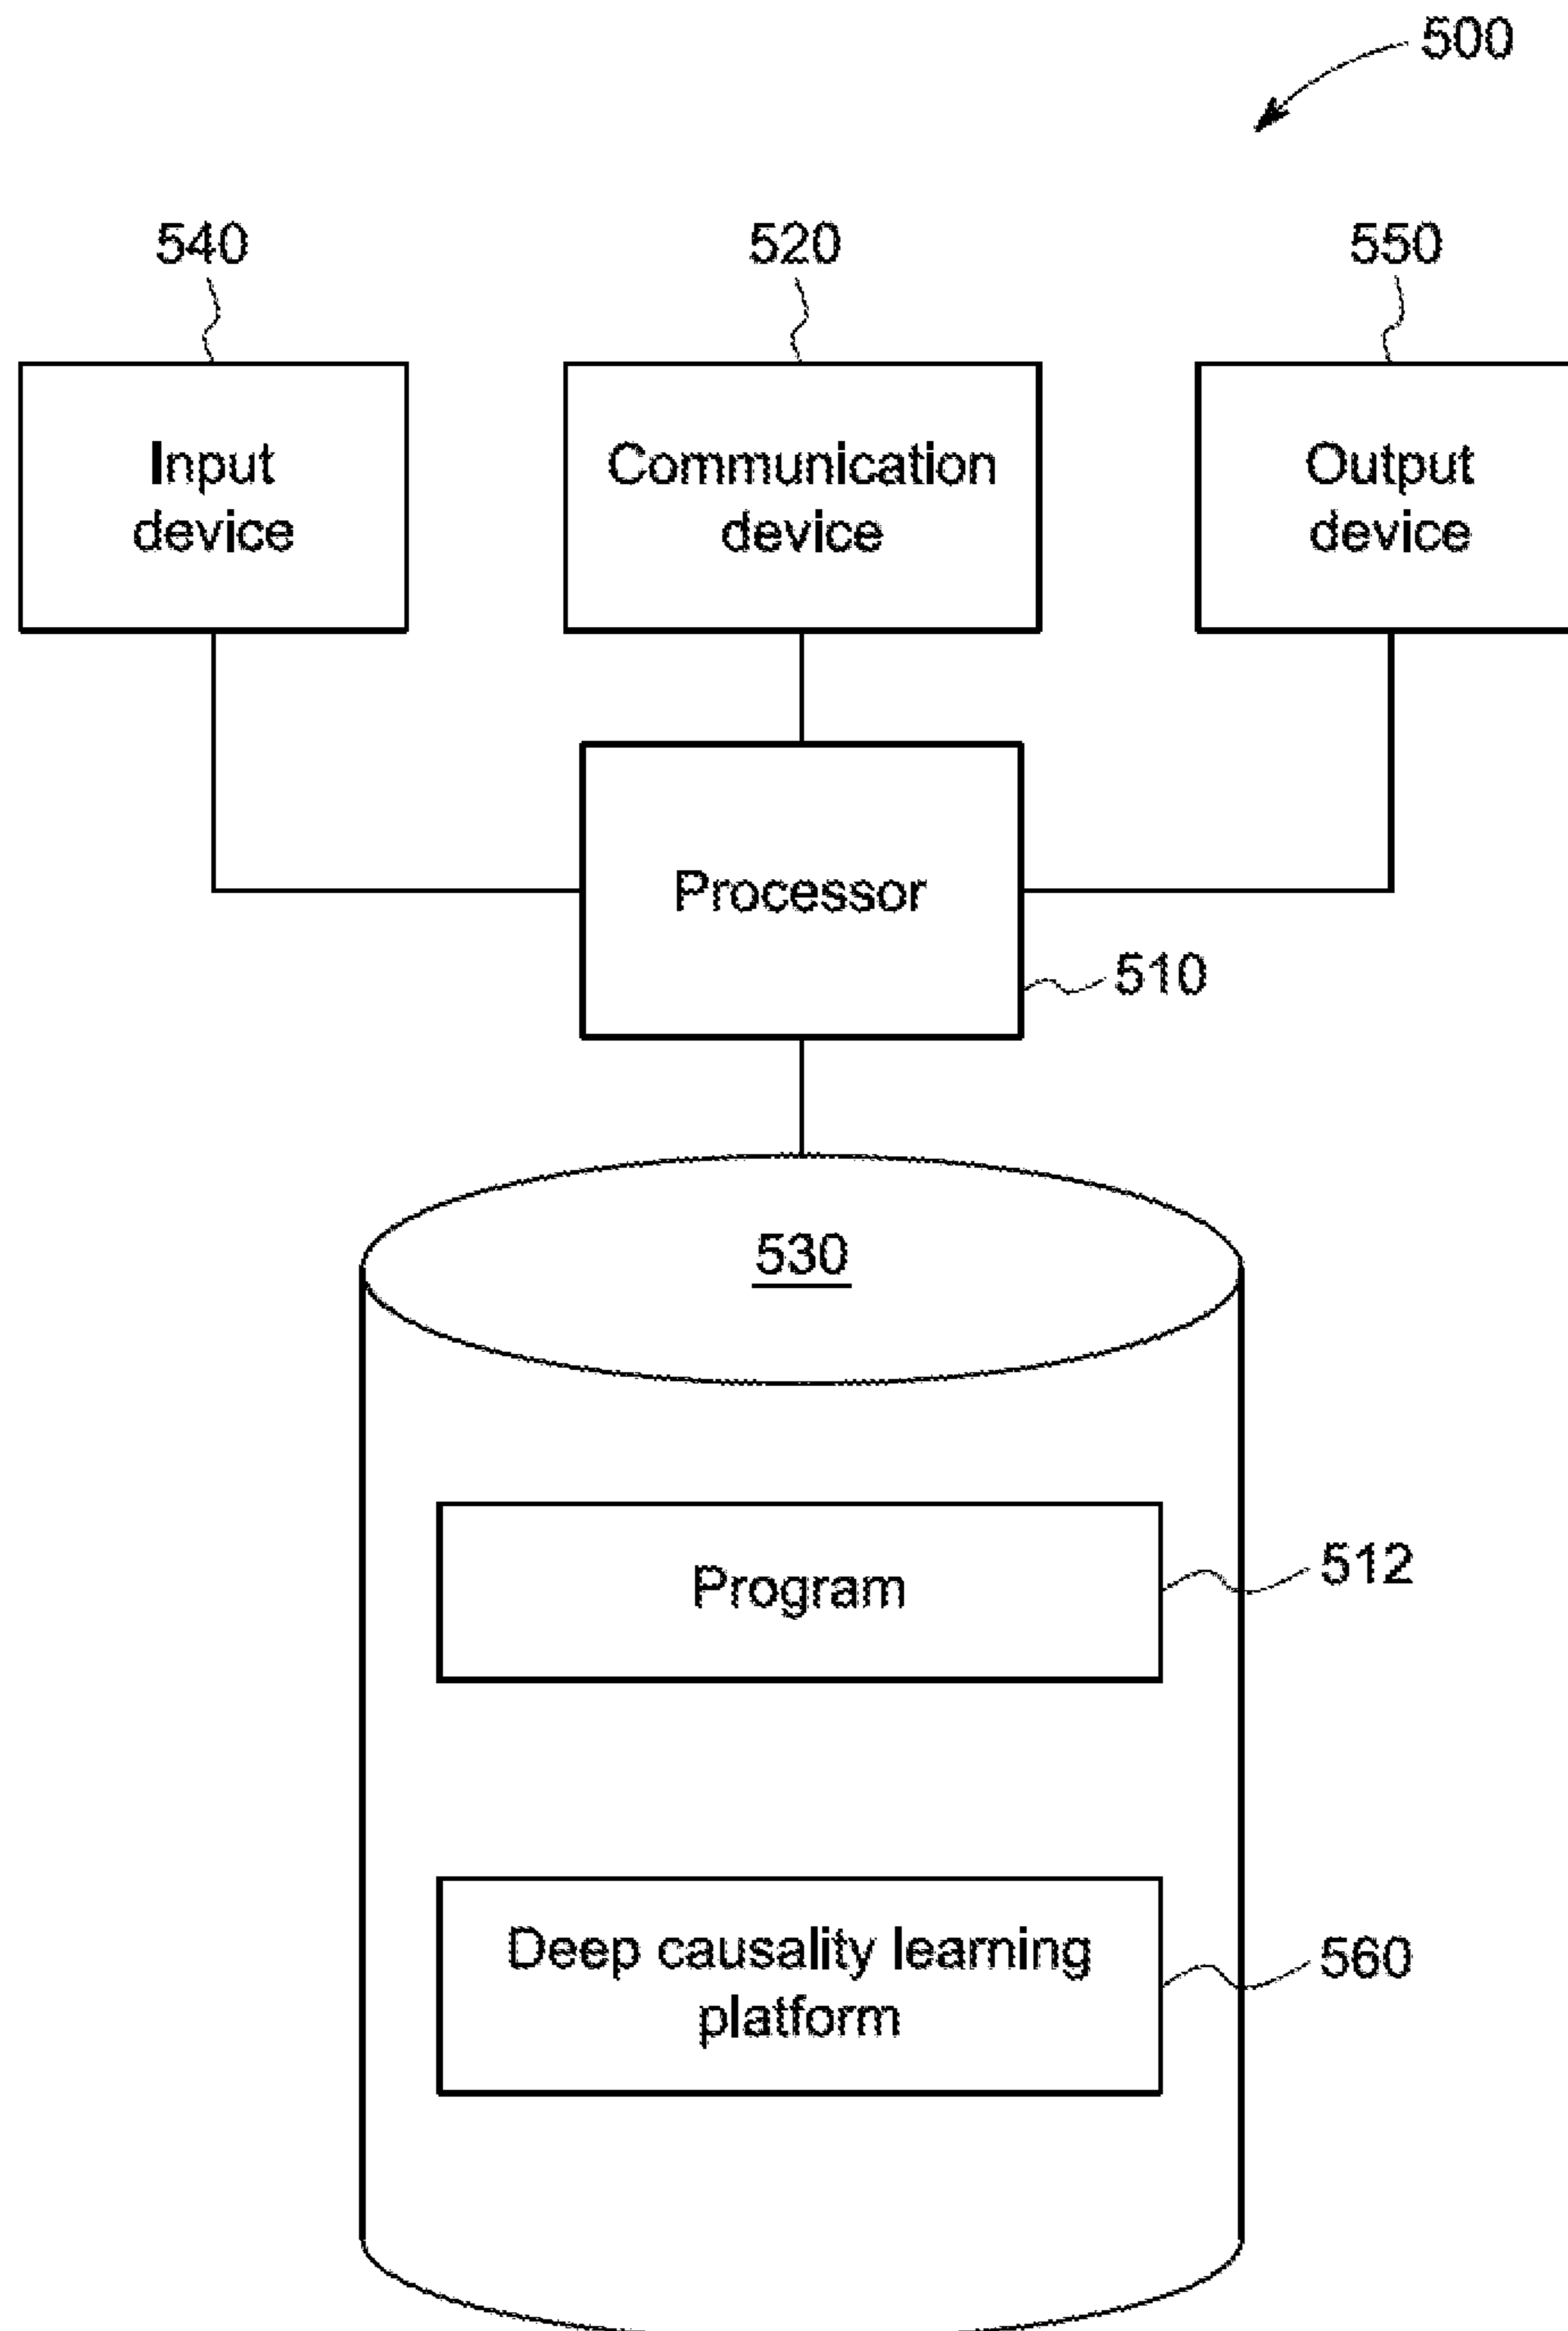 500
540
520
550
Input
device
Communication
device
Output
device
Processor
510
530
Program
512
Deep causality learning
platform
560